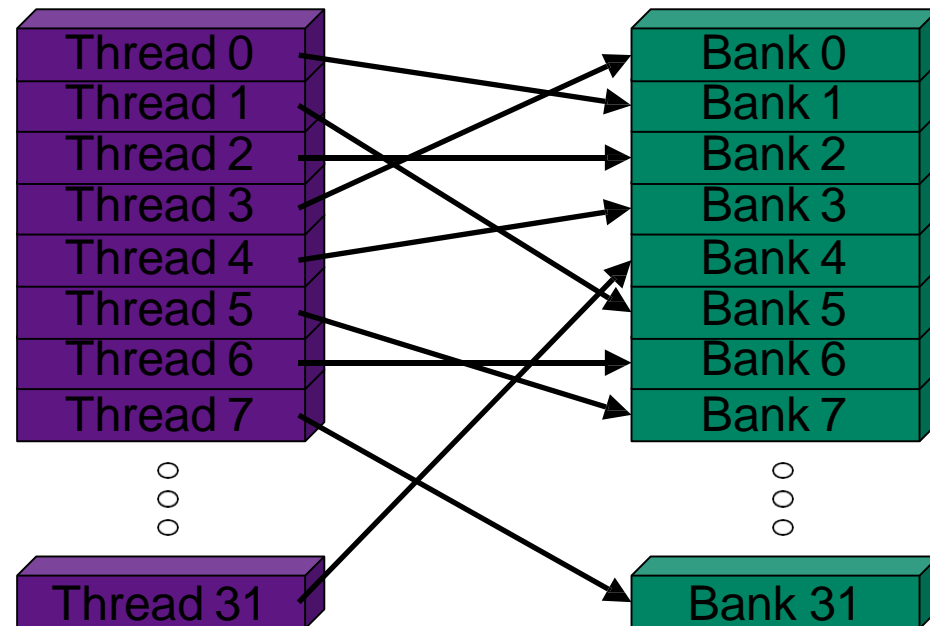 Thread 0
Thread 1
Thread 2
Thread 3
Thread 4
Thread 5
Thread 6
Thread 7
Thread 31
Bank 0
Bank 1
Bank 2
Bank 3
Bank 4
Bank 5
Bank 6
Bank 7
Bank 31